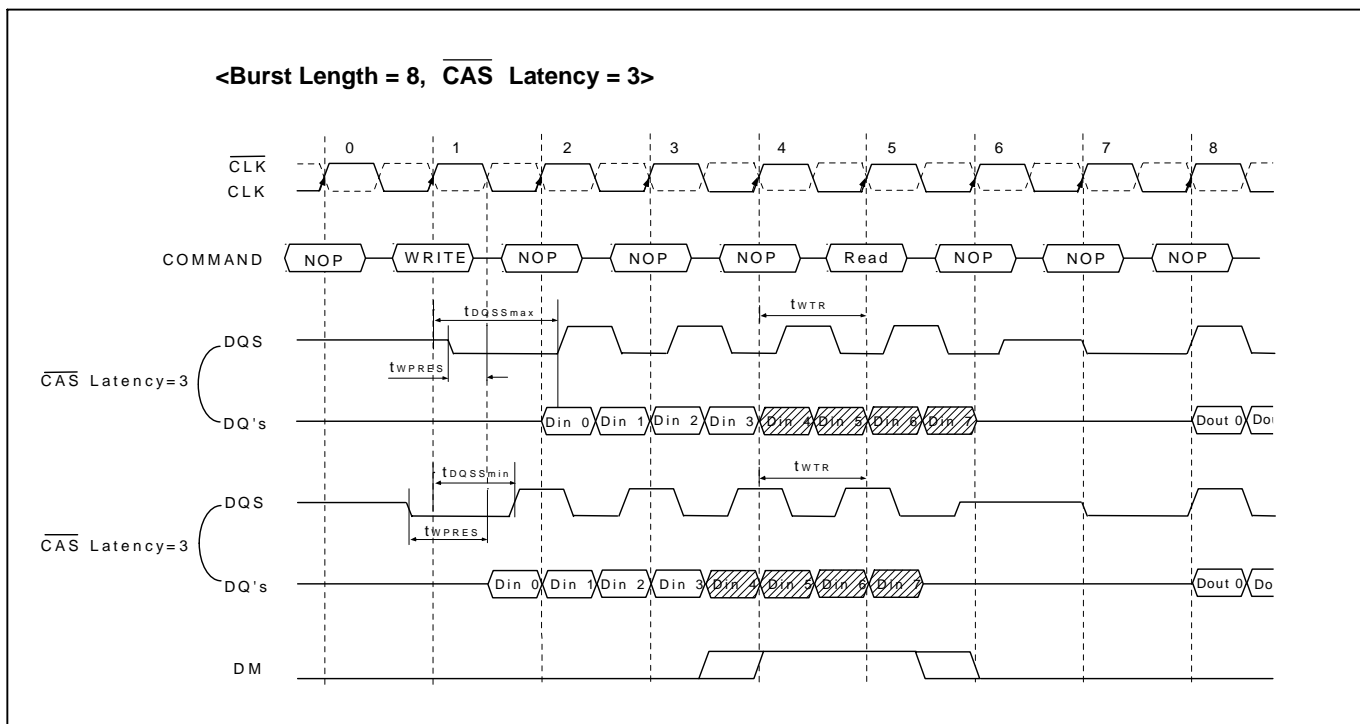 <Burst Length = 8, CAS Latency = 3>
0 1 2 3 4 5 6 7 8
CLK
CLK
COMMAND NOP WRITE NOP NOP NOP Read NOP NOP NOP
tDQSSmax tWTR
DQS
tWPRES
CAS Latency=3
DQ's Din 0 Din 1 Din 2 Din 3 Din 4 Din 5 Din 6 Din 7 Dout 0 Do
tDQSSmin tWTR
DQS
tWPRES
CAS Latency=3
DQ's Din 0 Din 1 Din 2 Din 3 Din 4 Din 5 Din 6 Din 7 Dout 0 Do
DM